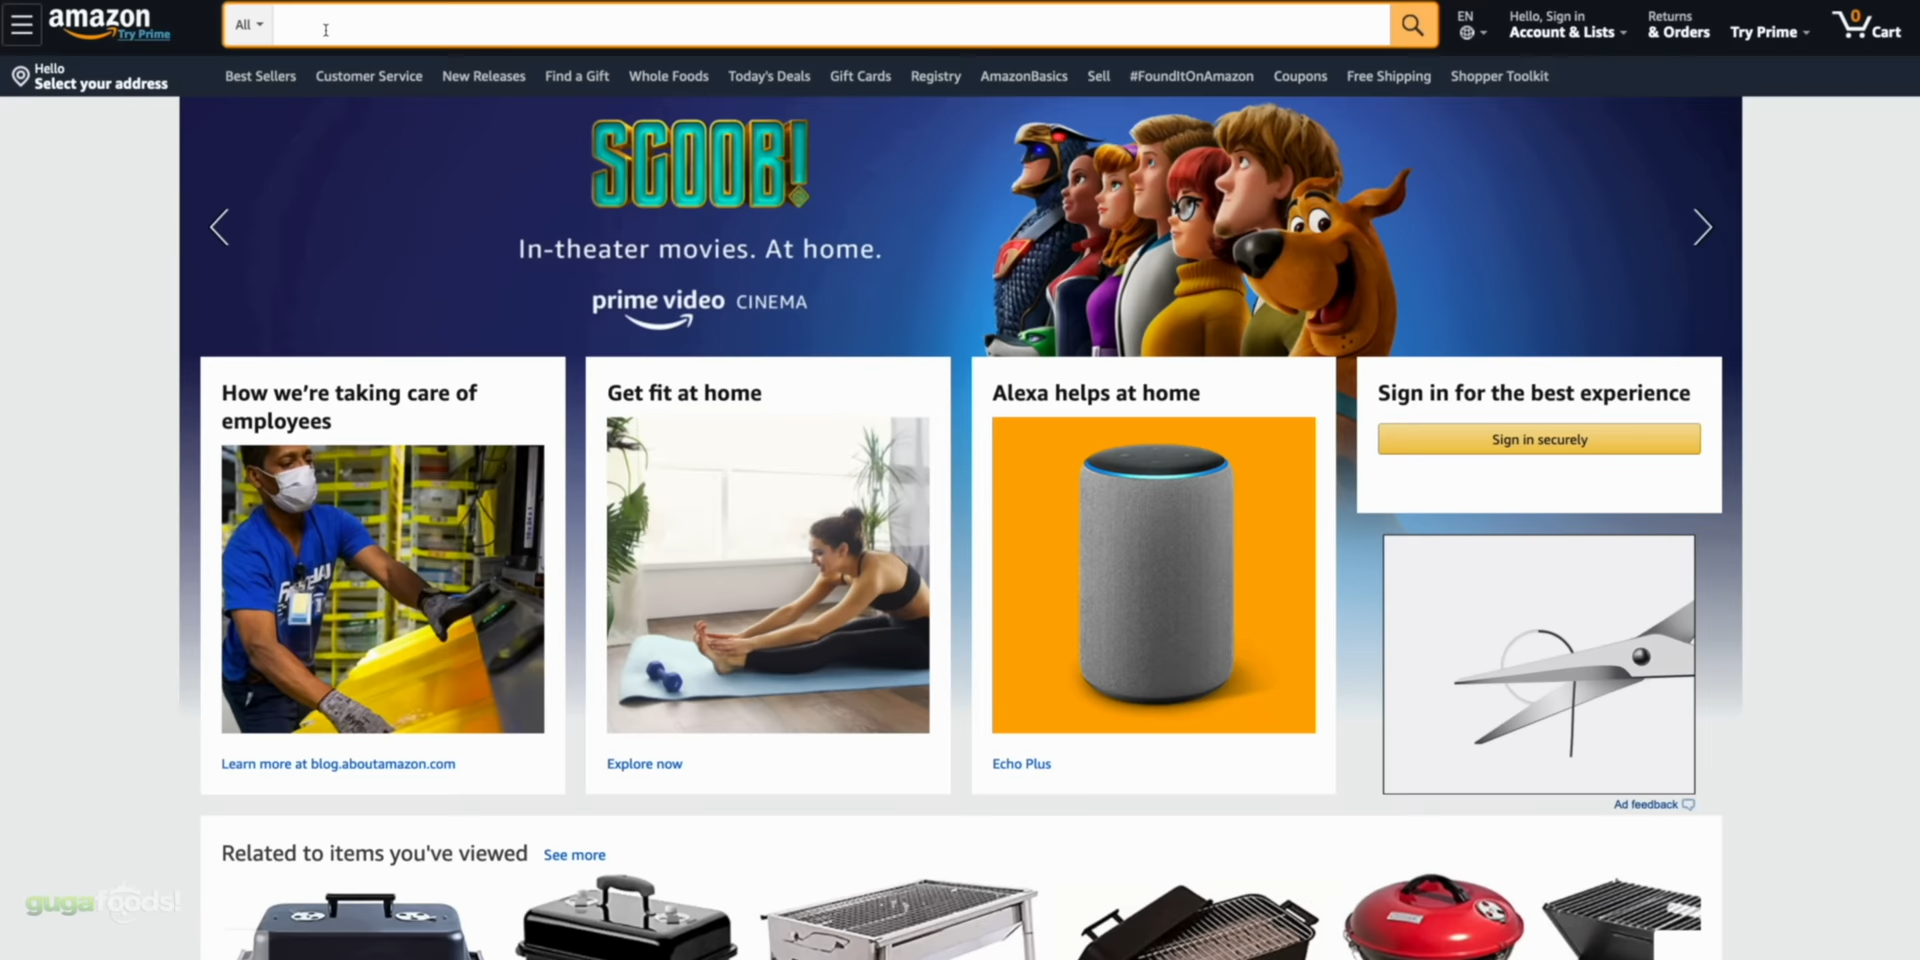 amazon
Try Prime
All
EN
Hello, Sign in
Account & Lists
Returns
& Orders
Try Prime
0
Cart
Hello
Select your address
Best Sellers
Customer Service
New Releases
Find a Gift
Whole Foods
Today's Deals
Gift Cards
Registry
AmazonBasics
Sell
#FoundItOnAmazon
Coupons
Free Shipping
Shopper Toolkit
SCOOB!
In-theater movies. At home.
prime video CINEMA
How we're taking care of
employees
Learn more at blog.aboutamazon.com
Get fit at home
Explore now
Alexa helps at home
Echo Plus
Sign in for the best experience
Sign in securely
Ad feedback
Related to items you've viewed See more
gugafoods!